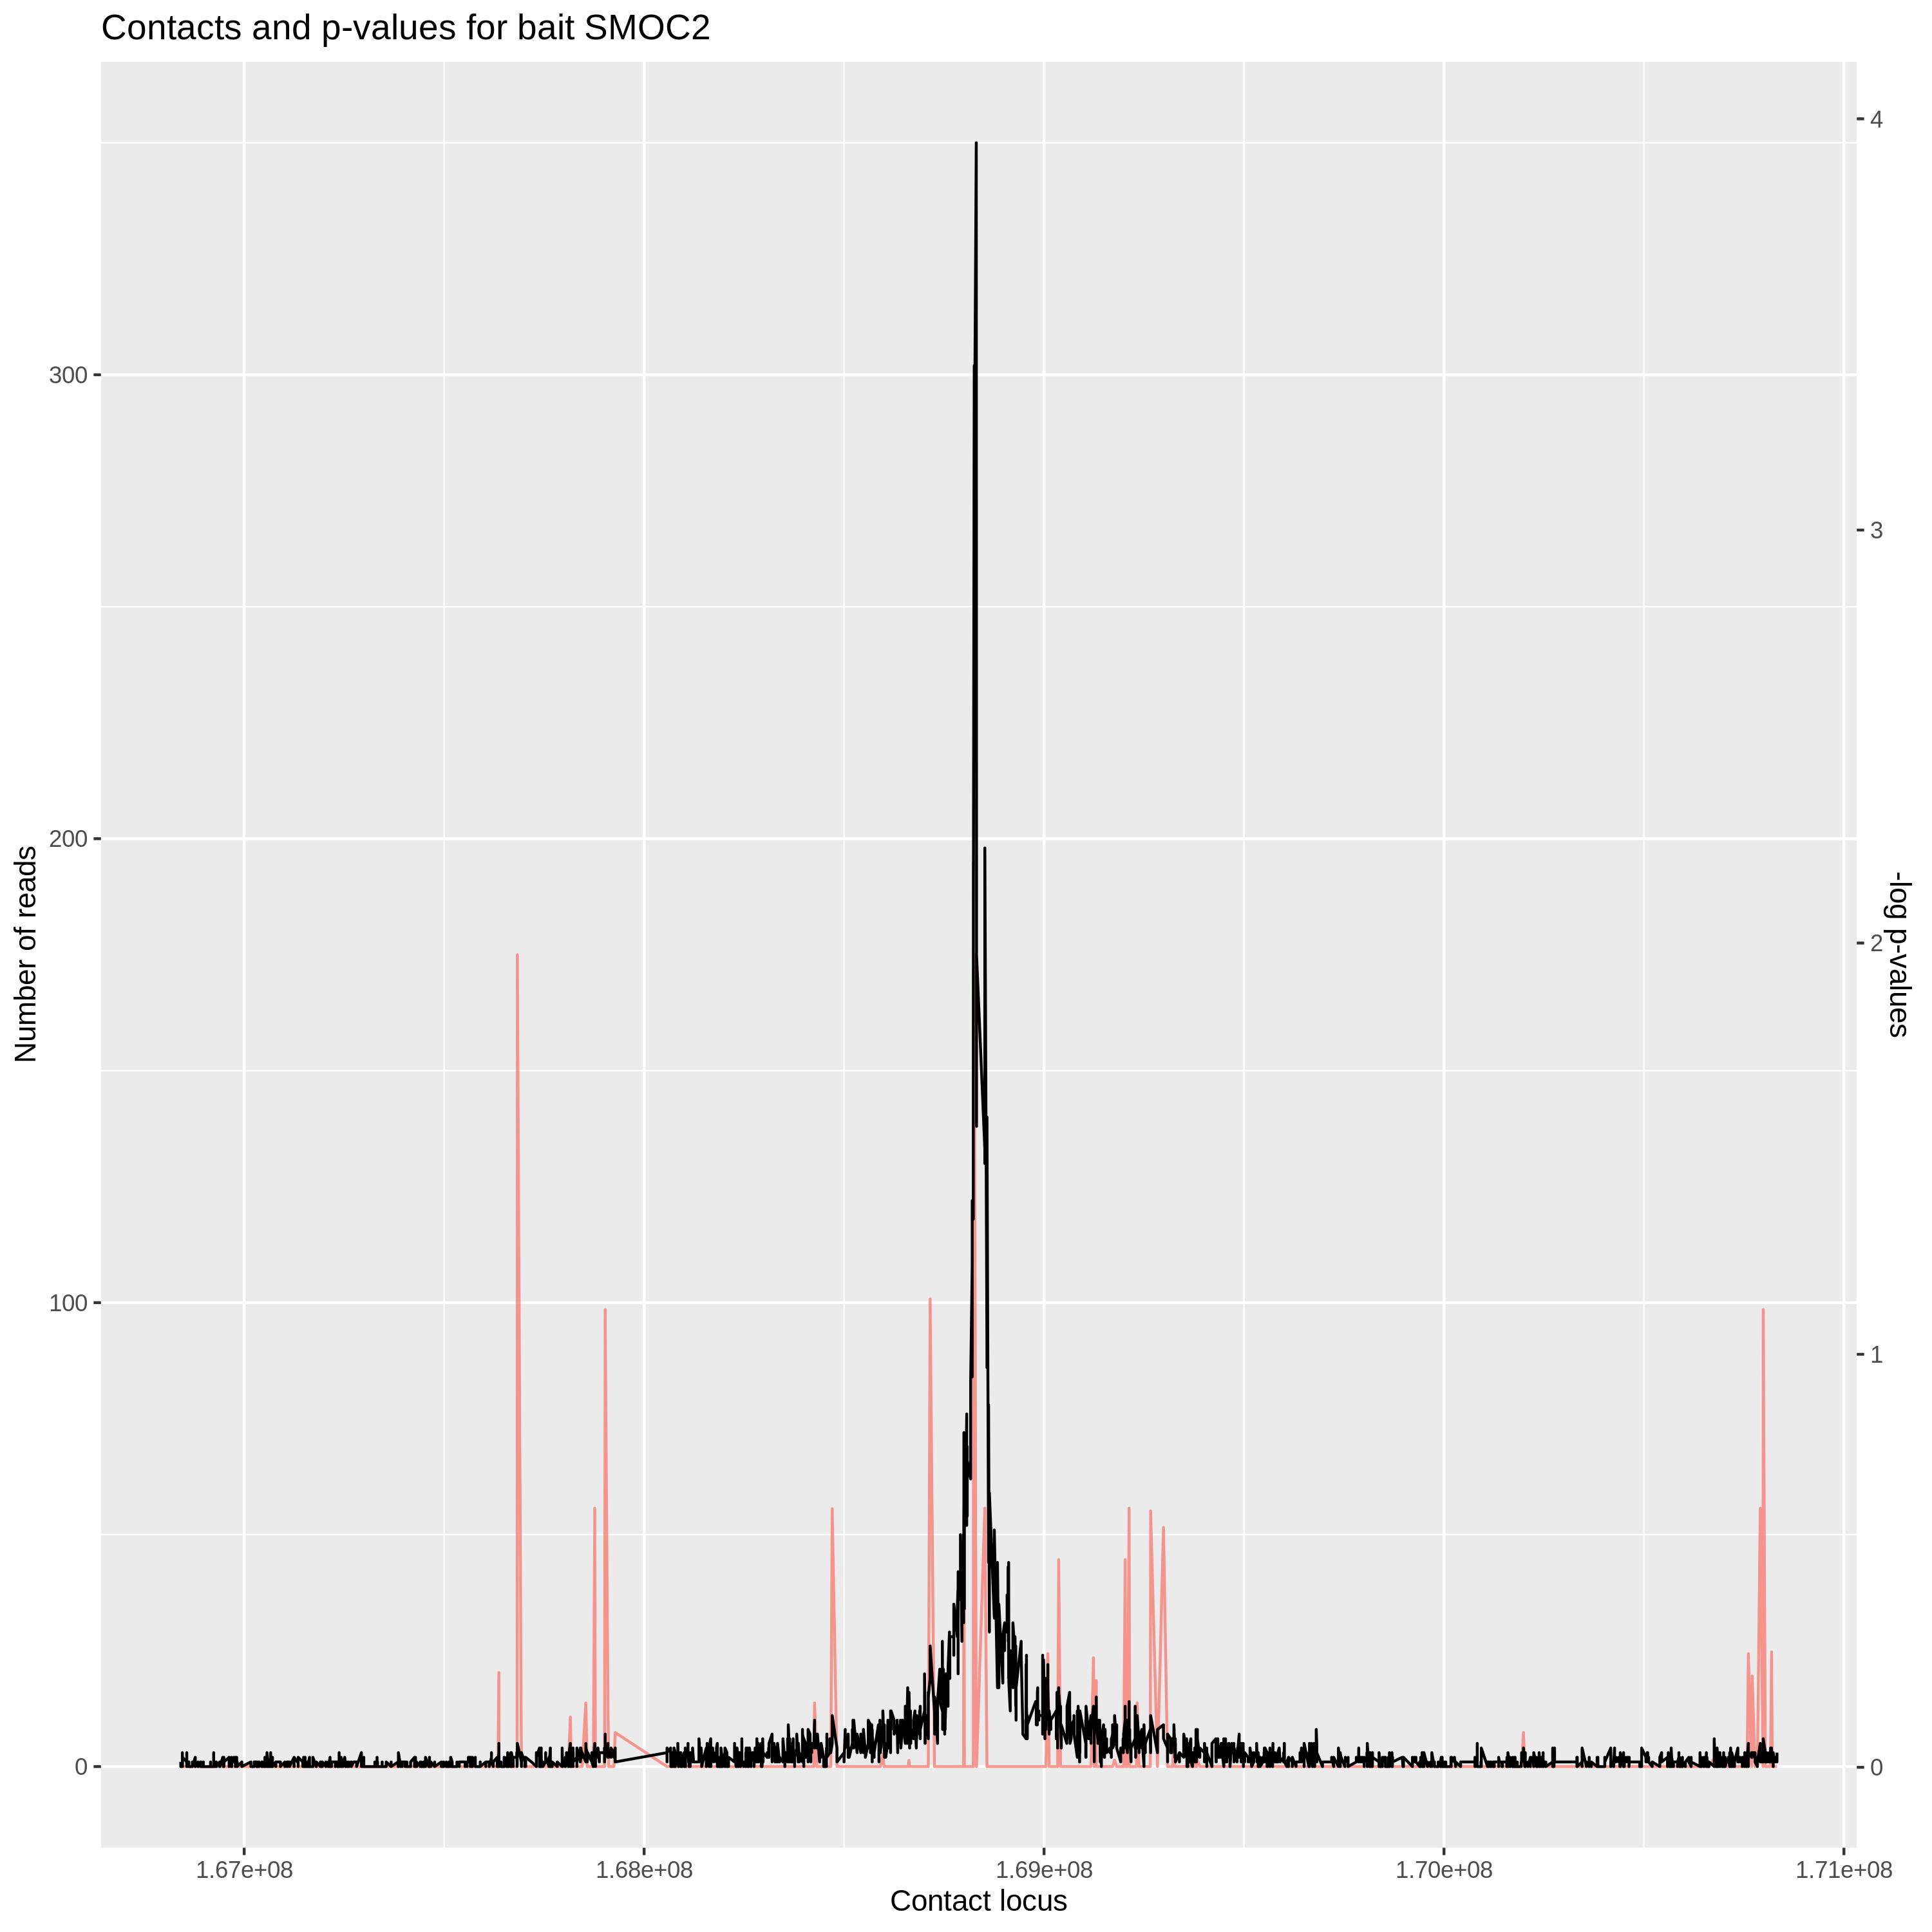 Contacts and p-values for bait SMOC2
4
3
2
1
0
-log p-values
300
200
100
0
Number of reads
1.67e+08 1.68e+08 1.69e+08 1.70e+08 1.71e+08
Contact locus